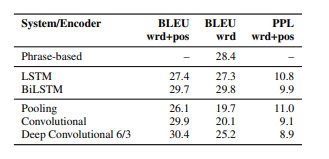 System/Encoder BLEU BLEU PPL
wrd+pos wrd wrd+pos
Phrase-based – 28.4 –
LSTM 27.4 27.3 10.8
BiLSTM 29.7 29.8 9.9
Pooling 26.1 19.7 11.0
Convolutional 29.9 20.1 9.1
Deep Convolutional 6/3 30.4 25.2 8.9